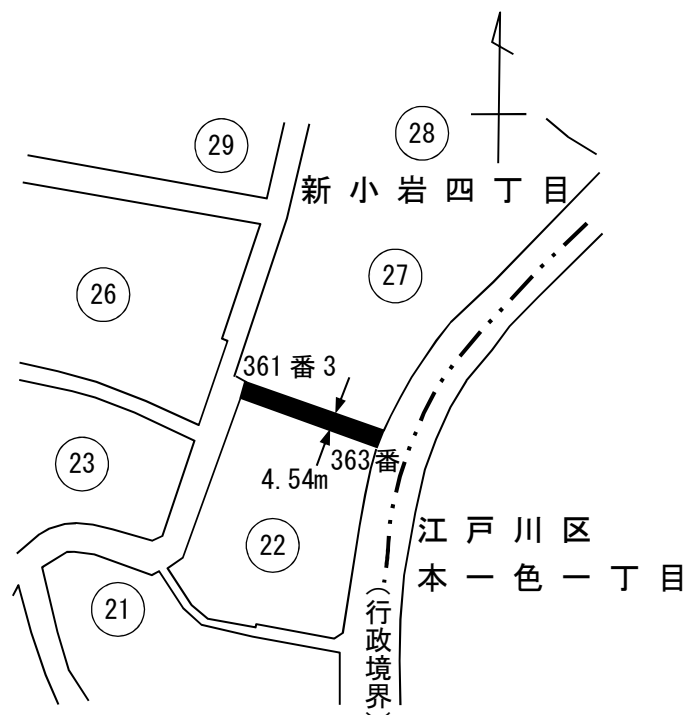 28
29
新小岩四丁目
27
26
361番3
363番
4.54m
23
22
江戸川区
本一色一丁目
21
(行政境界)